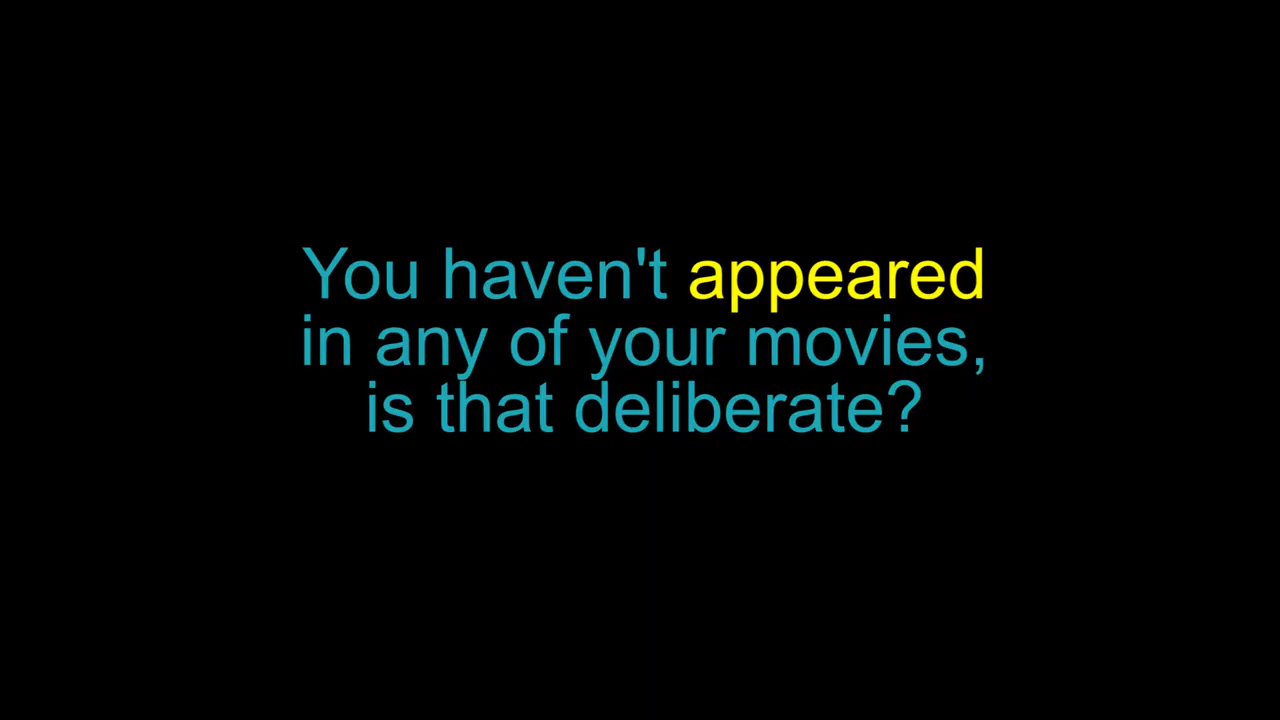 You haven't appeared
in any of your movies,
is that deliberate?